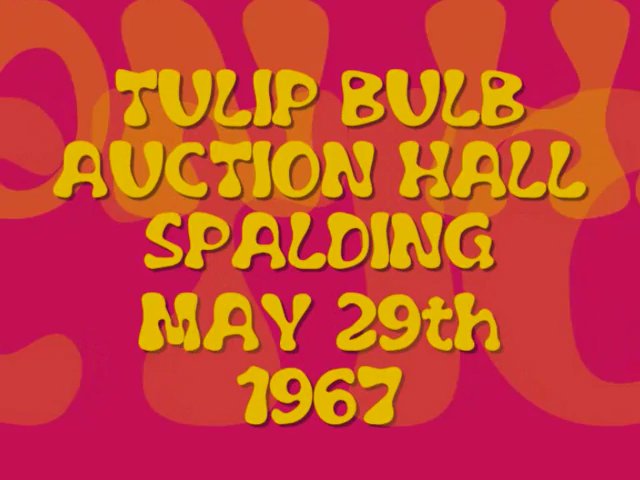 TULIP BULB
AUCTION HALL
SPALDING
MAY 29th
1967